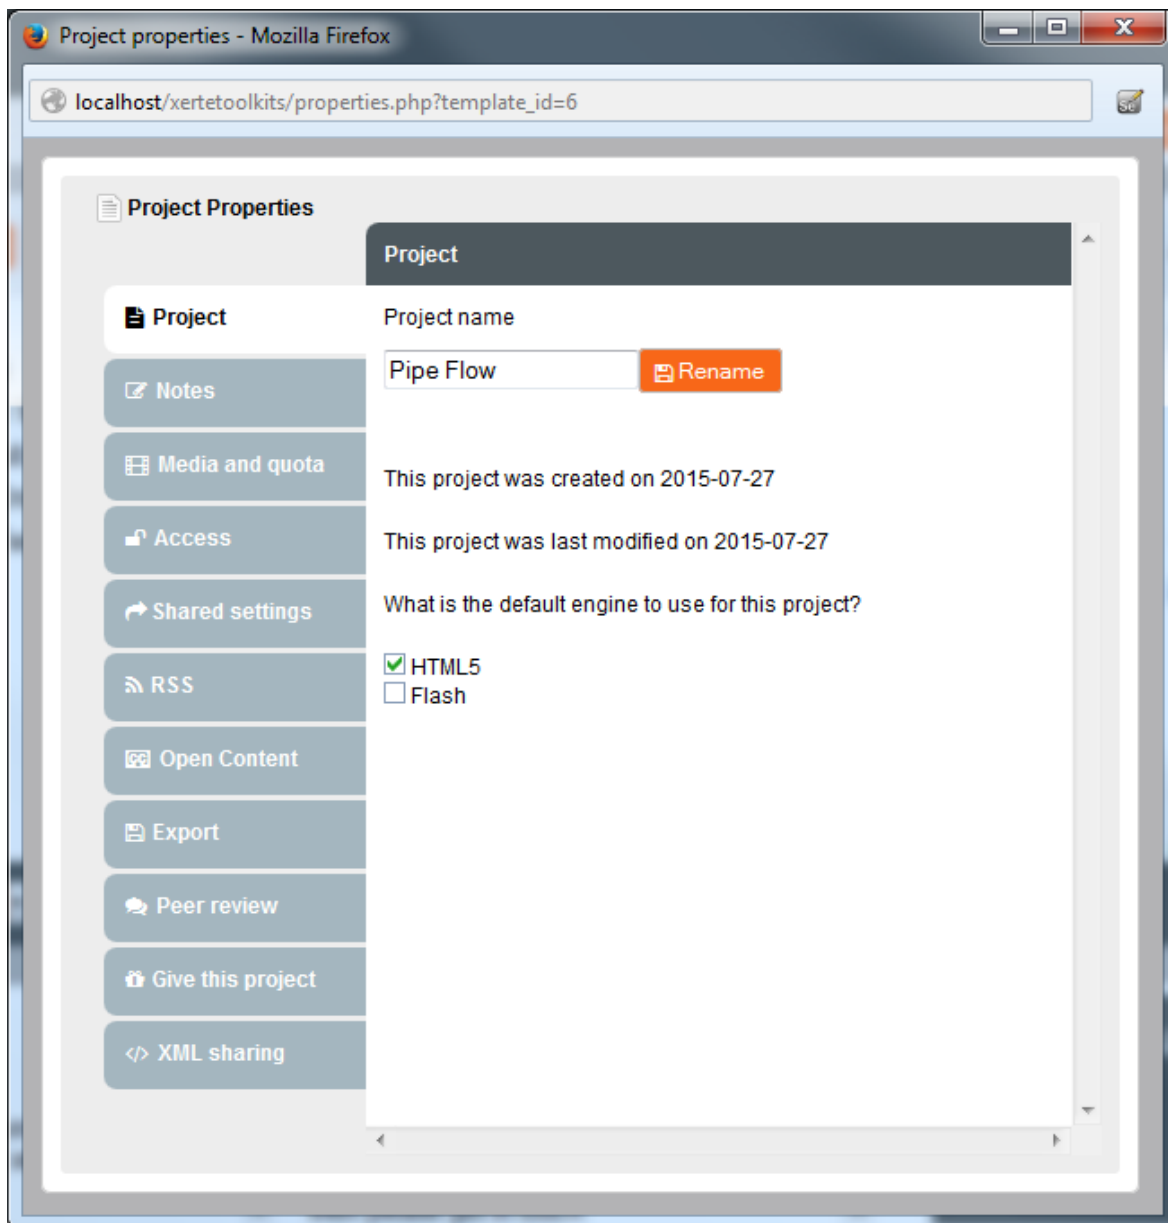 Project properties - Mozilla Firefox
localhost/xertetoolkits/properties.php?template_id=6
Project Properties
Project
Project
Notes
Media and quota
Access
Shared settings
RSS
Open Content
Export
Peer review
Give this project
XML sharing
Project name
Pipe Flow
Rename
This project was created on 2015-07-27
This project was last modified on 2015-07-27
What is the default engine to use for this project?
HTML5
Flash